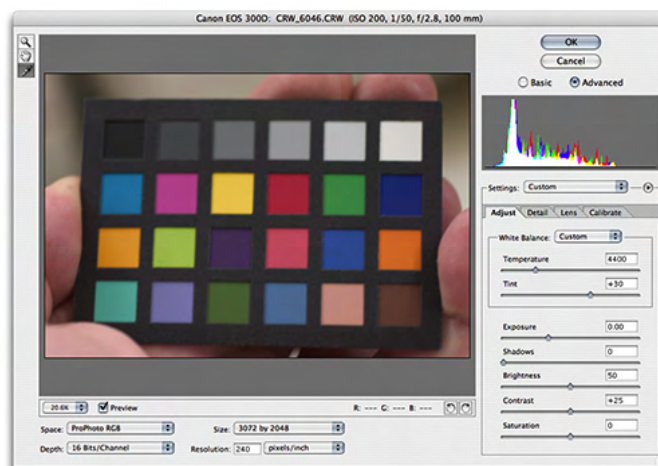 Canon EOS 300D: CRW_6046.CRW (ISO 200, 1/50, f/2.8, 100 mm)
OK
Cancel
Basic Advanced
Settings: Custom
Adjust Detail Lens Calibrate
White Balance: Custom
Temperature 4400
Tint +30
Exposure 0.00
Shadows 0
Brightness 50
Contrast +25
Saturation 0
20.6% Preview R: --- G: --- B: ---
Space: ProPhoto RGB Size: 3072 by 2048
Depth: 16 Bits/Channel Resolution: 240 pixels/inch